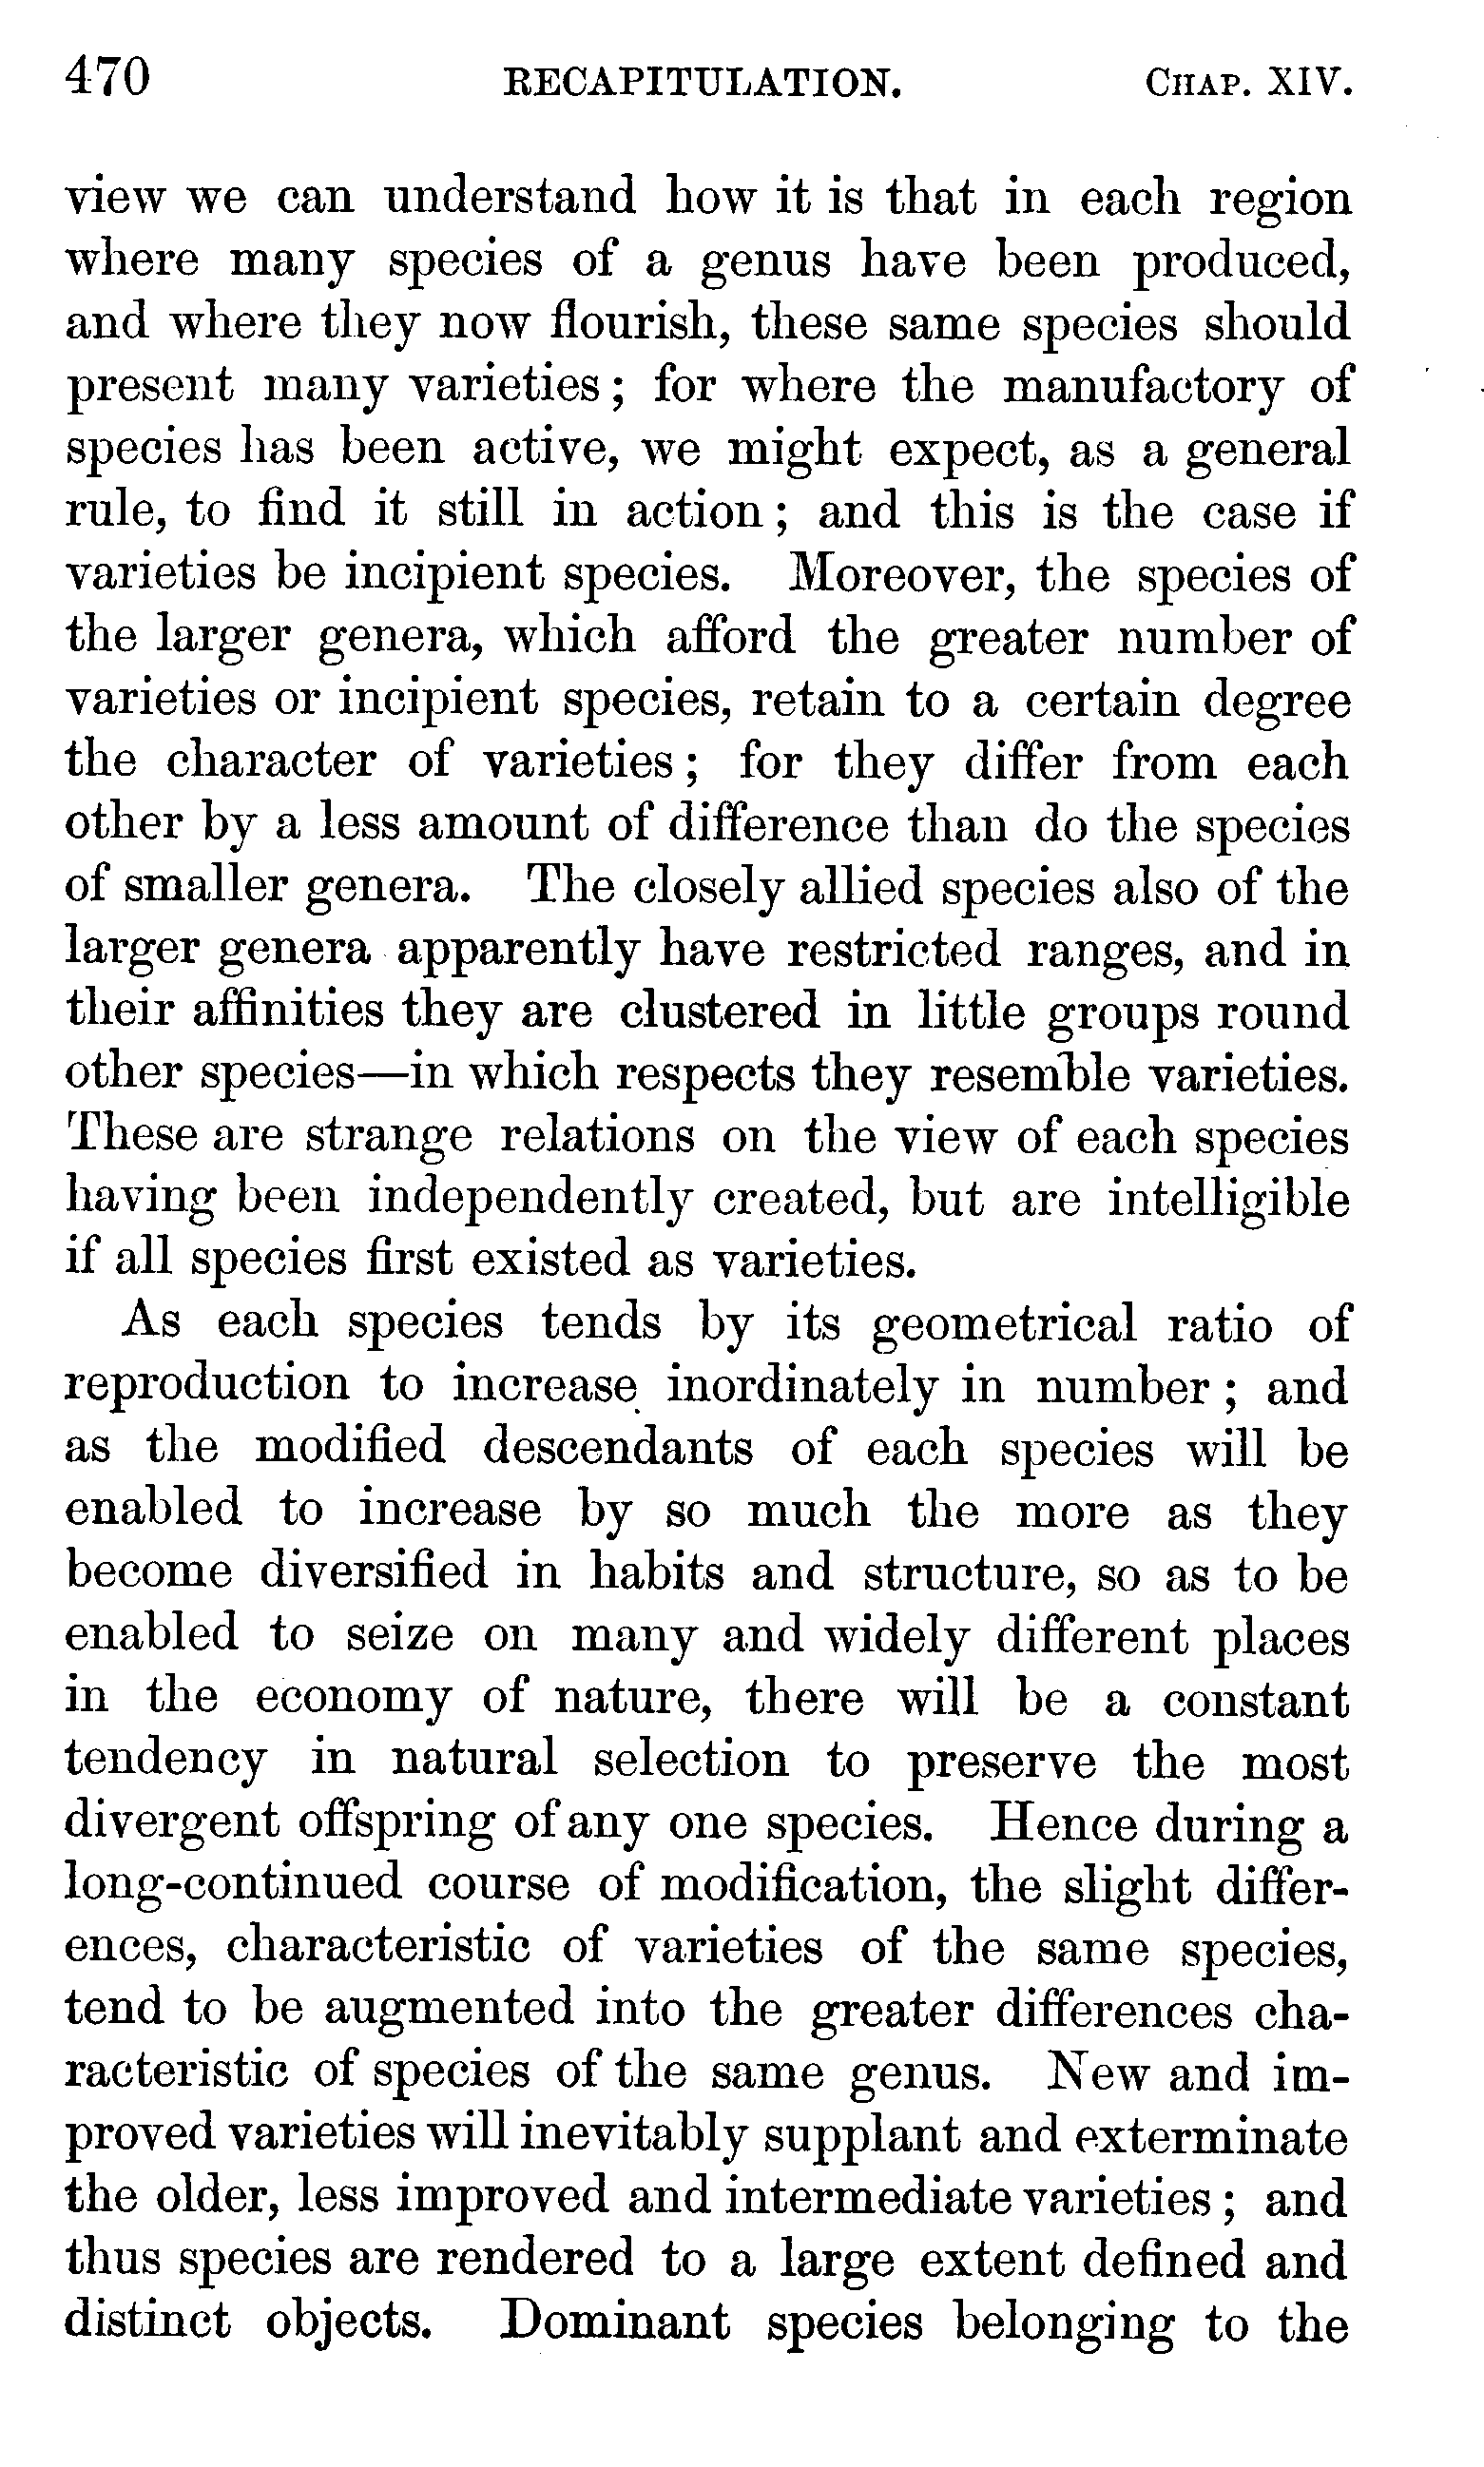 470 RECAPITULATION. CHAP. XIV.
view we can understand how it is that in each region
where many species of a genus have been produced,
and where they now flourish, these same species should
present many varieties; for where the manufactory of
species has been active, we might expect, as a general
rule, to find it still in action; and this is the case if
varieties be incipient species. Moreover, the species of
the larger genera, which afford the greater number of
varieties or incipient species, retain to a certain degree
the character of varieties; for they differ from each
other by a less amount of difference than do the species
of smaller genera. The closely allied species also of the
larger genera apparently have restricted ranges, and in
their affinities they are clustered in little groups round
other species—in which respects they resemble varieties.
These are strange relations on the view of each species
having been independently created, but are intelligible
if all species first existed as varieties.
As each species tends by its geometrical ratio of
reproduction to increase inordinately in number; and
as the modified descendants of each species will be
enabled to increase by so much the more as they
become diversified in habits and structure, so as to be
enabled to seize on many and widely different places
in the economy of nature, there will be a constant
tendency in natural selection to preserve the most
divergent offspring of any one species. Hence during a
long-continued course of modification, the slight differ-
ences, characteristic of varieties of the same species,
tend to be augmented into the greater differences cha-
racteristic of species of the same genus. New and im-
proved varieties will inevitably supplant and exterminate
the older, less improved and intermediate varieties; and
thus species are rendered to a large extent defined and
distinct objects. Dominant species belonging to the